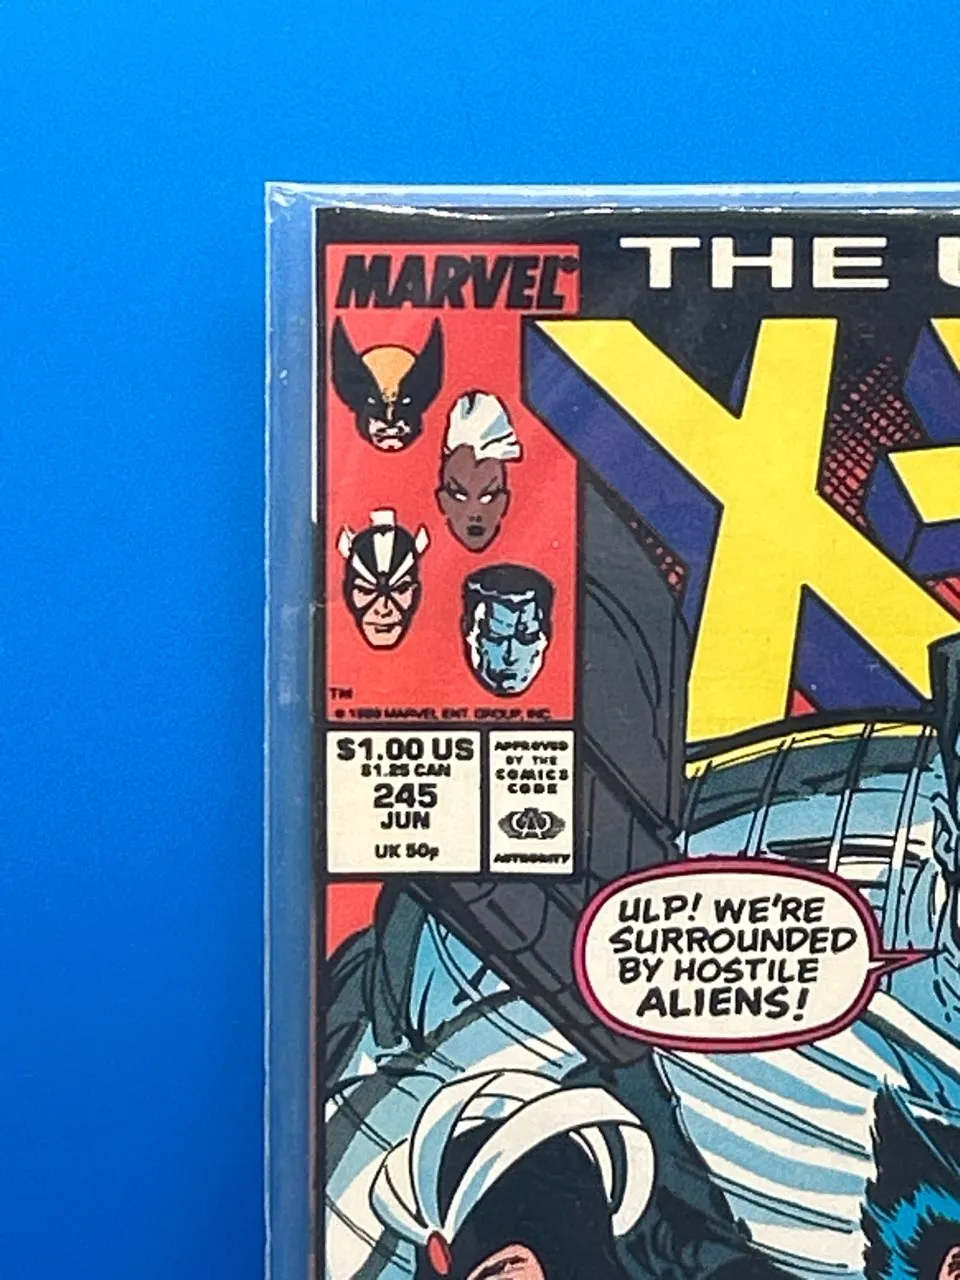 MARVEL®
THE U
X-
TM
© 1989 MARVEL ENT. GROUP, INC.
$1.00 US
$1.25 CAN
245
JUN
UK 50p
APPROVED
BY THE
COMICS
CODE
CA
AUTHORITY
ULP! WE'RE
SURROUNDED
BY HOSTILE
ALIENS!